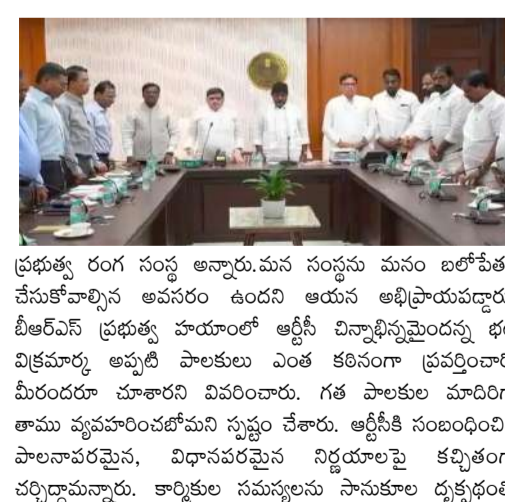 ప్రభుత్వ రంగ సంస్థ అన్నారు.మన సంస్థను మనం బలోపేత
చేసుకోవాల్సిన అవసరం ఉందని ఆయన అభిప్రాయపడ్డారు
బీఆర్ఎస్ ప్రభుత్వ హయాంలో ఆర్టీసీ చిన్నాభిన్నమైందన్న భ
విక్రమార్క అప్పటి పాలకులు ఎంత కఠినంగా ప్రవర్తించారో
మీరందరూ చూశారని వివరించారు. గత పాలకుల మాదిరిగ
తాము వ్యవహరించబోమని స్పష్టం చేశారు. ఆర్టీసీకి సంబంధించి
పాలనాపరమైన, విధానపరమైన నిర్ణయాలపై కచ్చితంగ
చర్చిద్దామన్నారు. కార్మికుల సమస్యలను సానుకూల దృక్పథంత